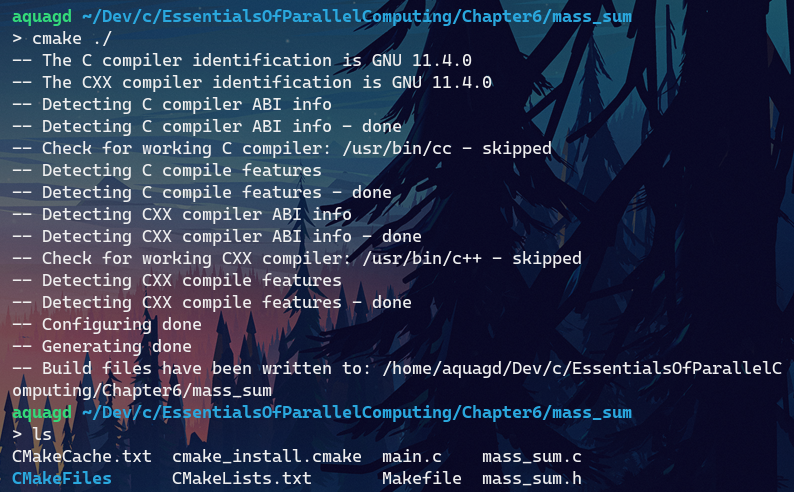 aquagd ~/Dev/c/EssentialsOfParallelComputing/Chapter6/mass_sum
> cmake ./
-- The C compiler identification is GNU 11.4.0
-- The CXX compiler identification is GNU 11.4.0
-- Detecting C compiler ABI info
-- Detecting C compiler ABI info - done
-- Check for working C compiler: /usr/bin/cc - skipped
-- Detecting C compile features
-- Detecting C compile features - done
-- Detecting CXX compiler ABI info
-- Detecting CXX compiler ABI info - done
-- Check for working CXX compiler: /usr/bin/c++ - skipped
-- Detecting CXX compile features
-- Detecting CXX compile features - done
-- Configuring done
-- Generating done
-- Build files have been written to: /home/aquagd/Dev/c/EssentialsOfParallelC
omputing/Chapter6/mass_sum
aquagd ~/Dev/c/EssentialsOfParallelComputing/Chapter6/mass_sum
> ls
CMakeCache.txt  cmake_install.cmake  main.c    mass_sum.c
CMakeFiles      CMakeLists.txt       Makefile  mass_sum.h